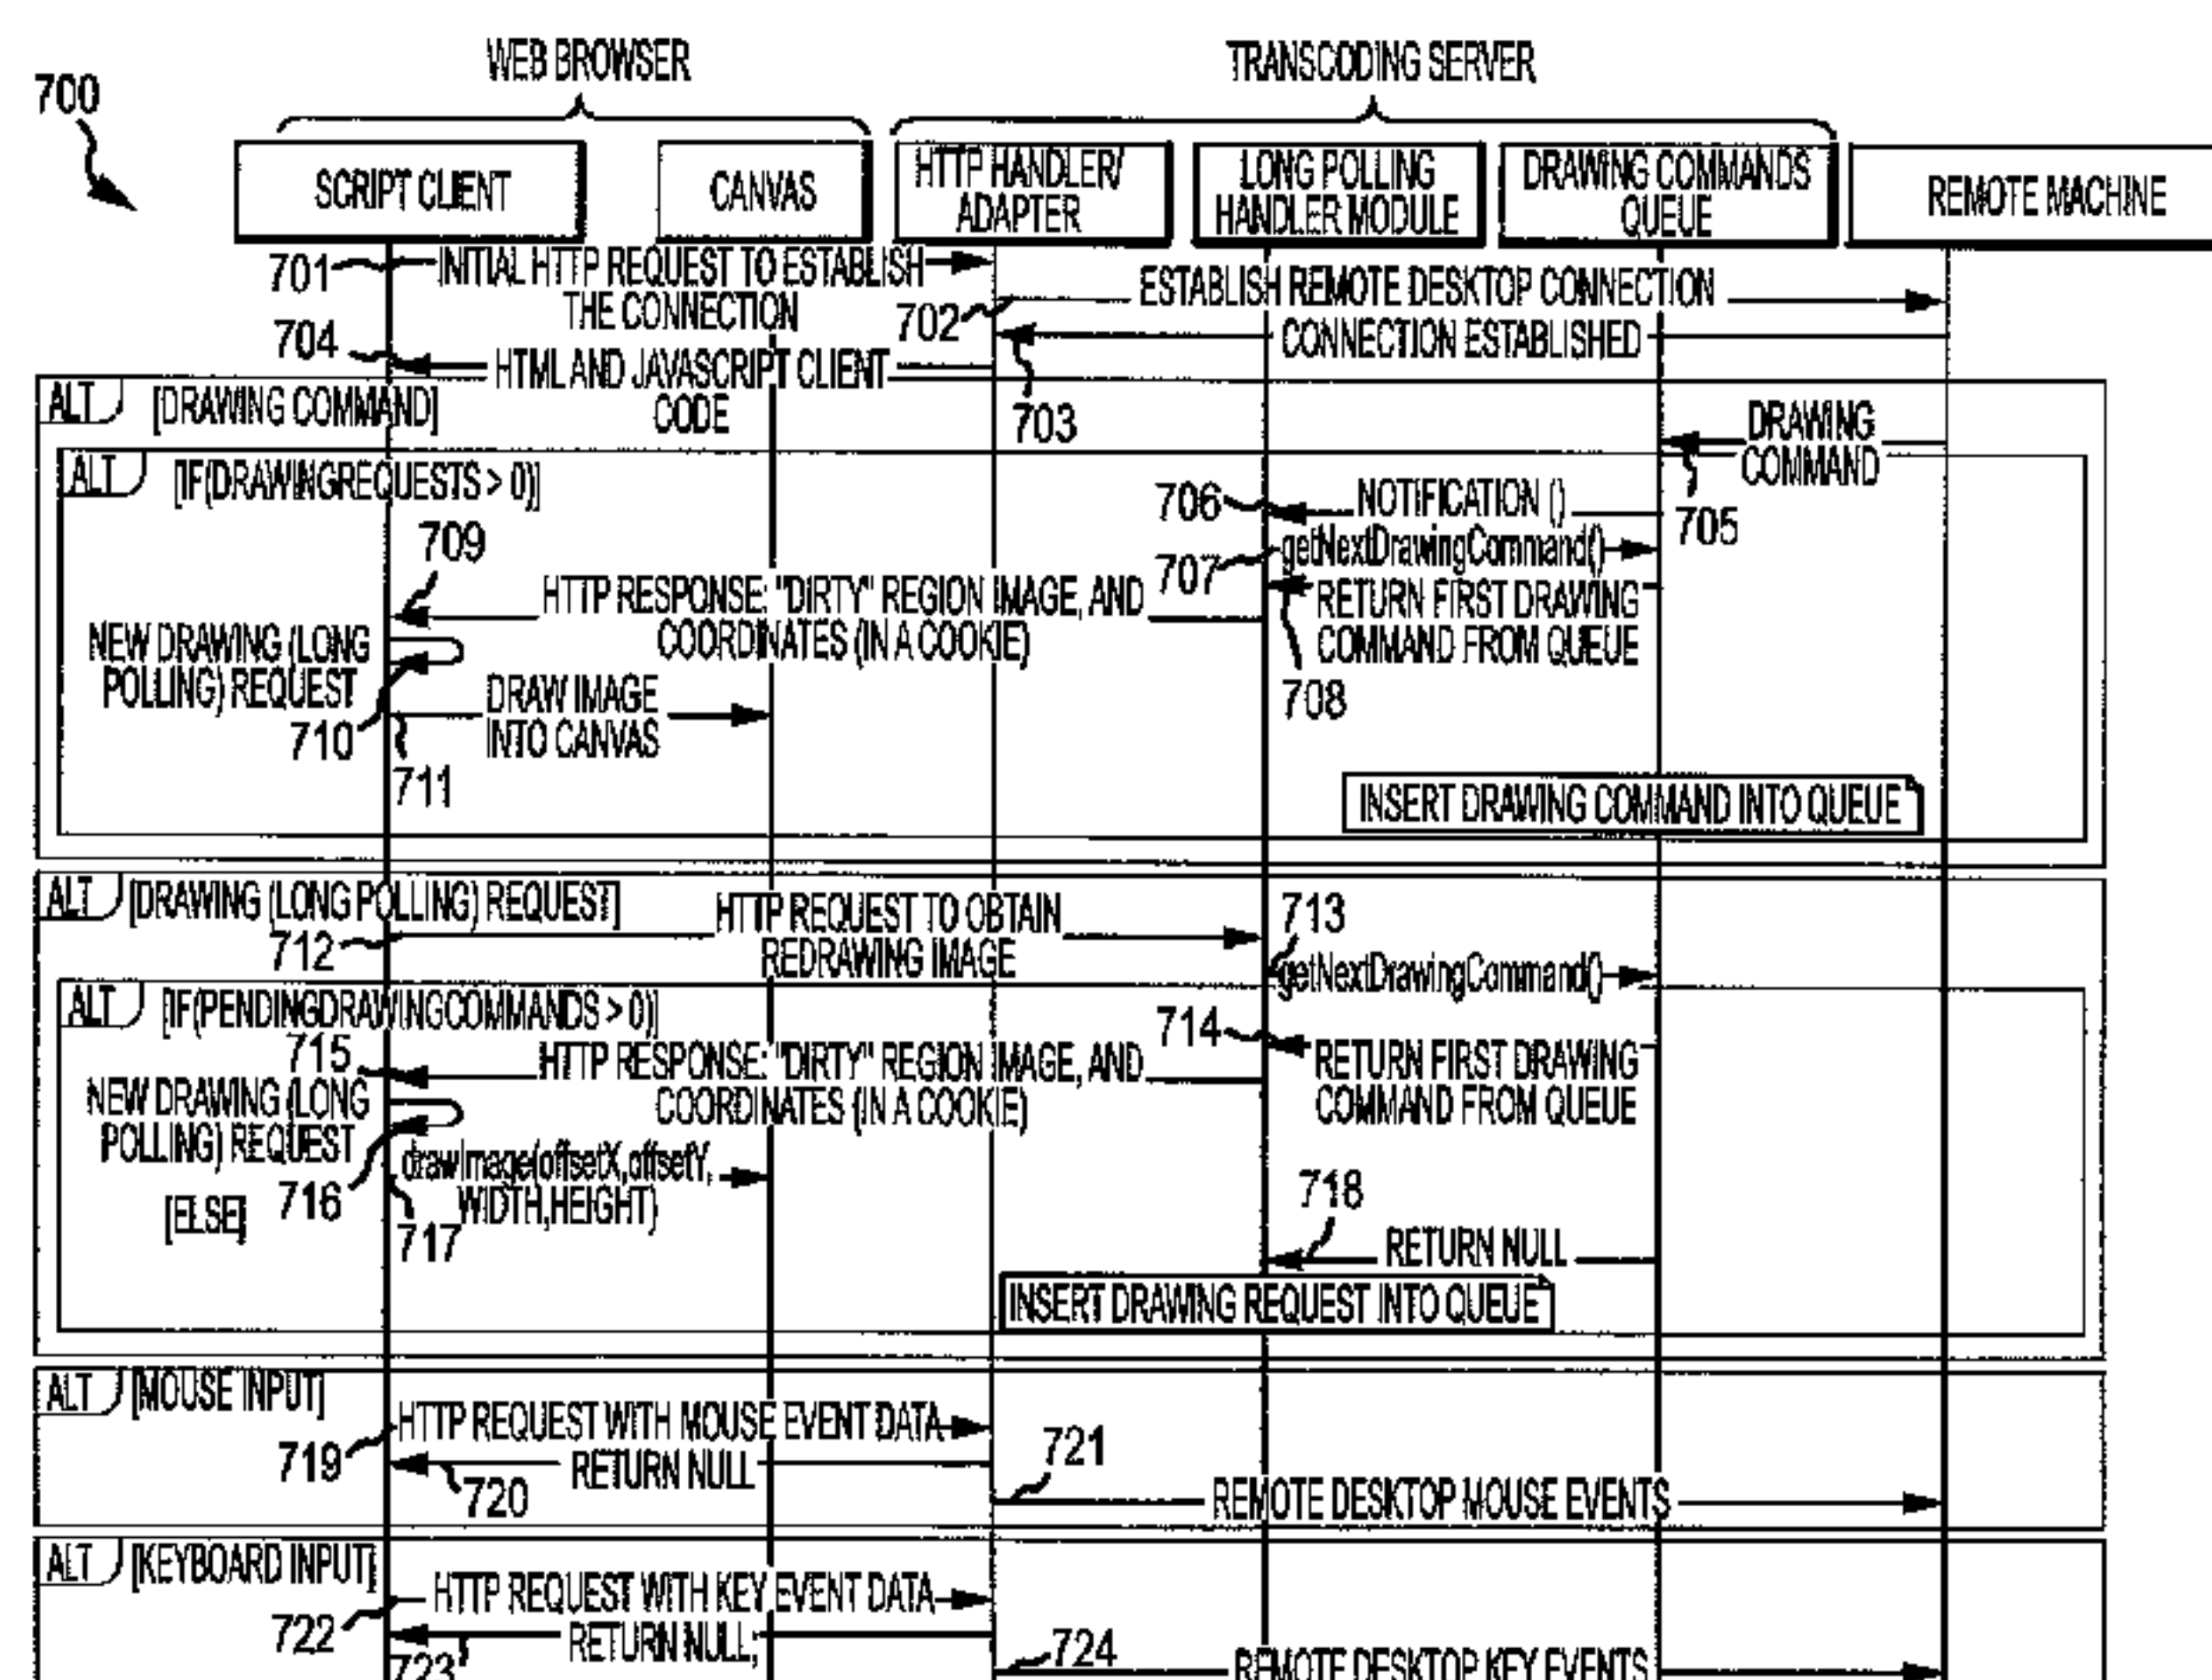 WEB BROWSER
TRANSCODING SERVER
700
SCRIPT CLIENT
CANVAS
HTTP HANDLER/
ADAPTER
LONG POLLING
HANDLER MODULE
DRAWING COMMANDS
QUEUE
REMOTE MACHINE
701
INITIAL HTTP REQUEST TO ESTABLISH
THE CONNECTION
702
ESTABLISH REMOTE DESKTOP CONNECTION
CONNECTION ESTABLISHED
703
704
HTML AND JAVASCRIPT CLIENT
CODE
ALT
[DRAWING COMMAND]
DRAWING
COMMAND
705
ALT
[IF(DRAWINGREQUESTS > 0)]
706
NOTIFICATION ()
707
getNextDrawingCommand()
RETURN FIRST DRAWING
COMMAND FROM QUEUE
708
709
HTTP RESPONSE: "DIRTY" REGION IMAGE, AND
COORDINATES (IN A COOKIE)
NEW DRAWING (LONG
POLLING) REQUEST
710
DRAW IMAGE
INTO CANVAS
711
INSERT DRAWING COMMAND INTO QUEUE
ALT
[DRAWING (LONG POLLING) REQUEST]
712
HTTP REQUEST TO OBTAIN
REDRAWING IMAGE
713
getNextDrawingCommand()
ALT
[IF(PENDINGDRAWINGCOMMANDS > 0)]
714
RETURN FIRST DRAWING
COMMAND FROM QUEUE
715
HTTP RESPONSE: "DIRTY" REGION IMAGE, AND
COORDINATES (IN A COOKIE)
NEW DRAWING (LONG
POLLING) REQUEST
716
drawImage(offsetX,offsetY,
WIDTH,HEIGHT)
717
[ELSE]
718
RETURN NULL
INSERT DRAWING REQUEST INTO QUEUE
ALT
[MOUSE INPUT]
719
HTTP REQUEST WITH MOUSE EVENT DATA
RETURN NULL
720
721
REMOTE DESKTOP MOUSE EVENTS
ALT
[KEYBOARD INPUT]
722
HTTP REQUEST WITH KEY EVENT DATA
RETURN NULL;
723
724
REMOTE DESKTOP KEY EVENTS